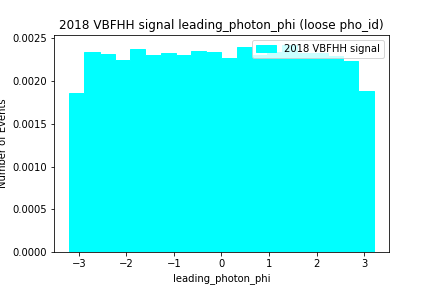 2018 VBFHH signal leading_photon_phi (loose pho_id)
2018 VBFHH signal
0.0025
0.0020
0.0015
0.0010
0.0005
0.0000
Number of Events
−3 −2 −1 0 1 2 3
leading_photon_phi